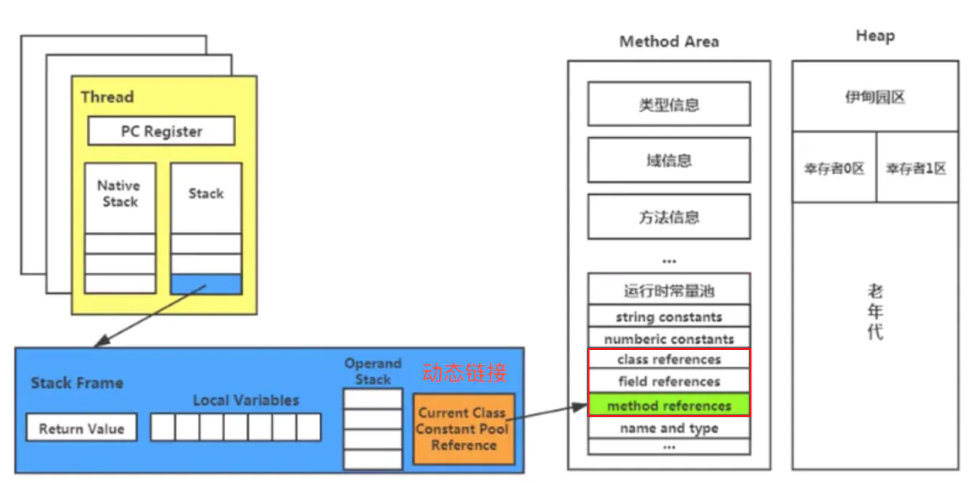 Thread
PC Register
Native
Stack
Stack
Stack Frame
Return Value
Local Variables
Operand
Stack
动态链接
Current Class
Constant Pool
Reference
Method Area
类型信息
域信息
方法信息
...
运行时常量池
string constants
numberic constants
class references
field references
method references
name and type
...
Heap
伊甸园区
幸存者0区
幸存者1区
老
年
代